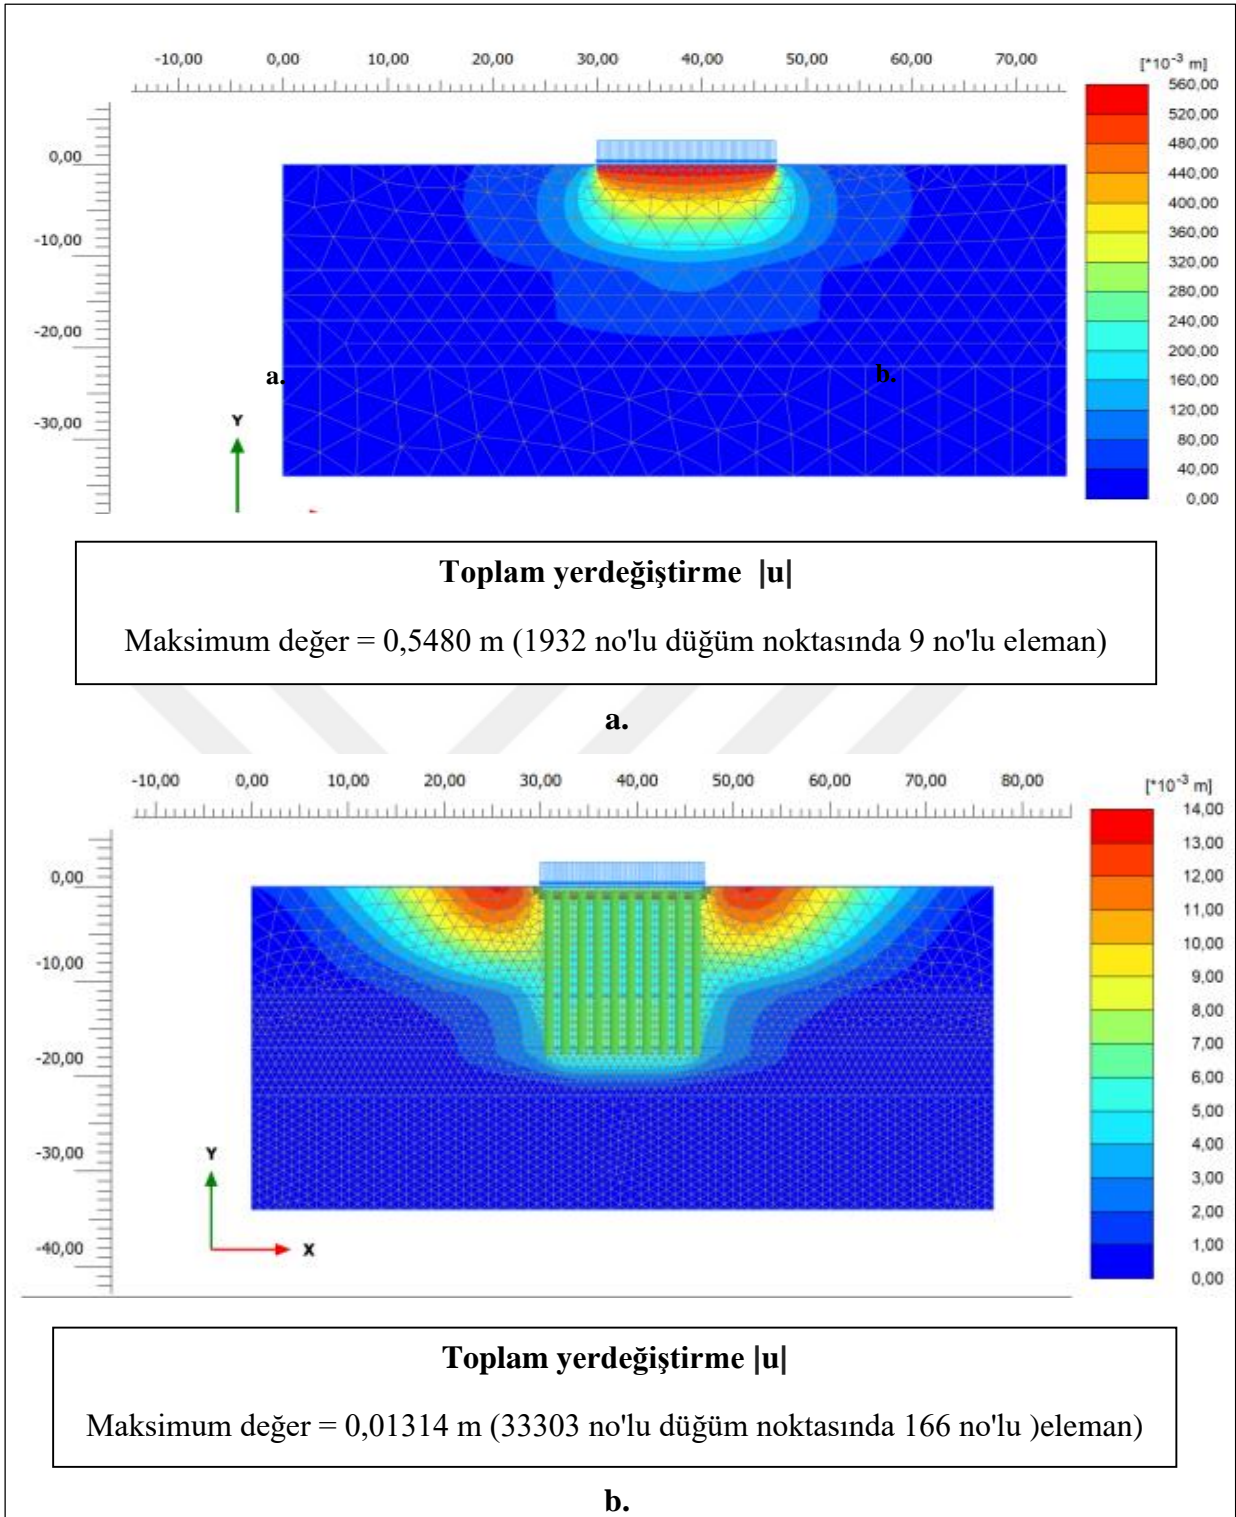 -10,00 0,00 10,00 20,00 30,00 40,00 50,00 60,00 70,00
[*10⁻³ m]
560,00
520,00
480,00
440,00
400,00
360,00
320,00
280,00
240,00
200,00
160,00
120,00
80,00
40,00
0,00
0,00
-10,00
-20,00
-30,00
a.
b.
Y
Toplam yerdeğiştirme |u|
Maksimum değer = 0,5480 m (1932 no'lu düğüm noktasında 9 no'lu eleman)
a.
-10,00 0,00 10,00 20,00 30,00 40,00 50,00 60,00 70,00 80,00
[*10⁻³ m]
14,00
13,00
12,00
11,00
10,00
9,00
8,00
7,00
6,00
5,00
4,00
3,00
2,00
1,00
0,00
0,00
-10,00
-20,00
-30,00
-40,00
Y
X
Toplam yerdeğiştirme |u|
Maksimum değer = 0,01314 m (33303 no'lu düğüm noktasında 166 no'lu )eleman)
b.